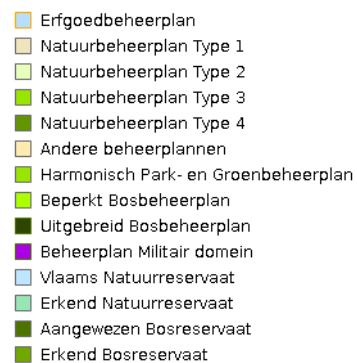 Erfgoedbeheerplan
Natuurbeheerplan Type 1
Natuurbeheerplan Type 2
Natuurbeheerplan Type 3
Natuurbeheerplan Type 4
Andere beheerplannen
Harmonisch Park- en Groenbeheerplan
Beperkt Bosbeheerplan
Uitgebreid Bosbeheerplan
Beheerplan Militair domein
Vlaams Natuurreservaat
Erkend Natuurreservaat
Aangewezen Bosreservaat
Erkend Bosreservaat